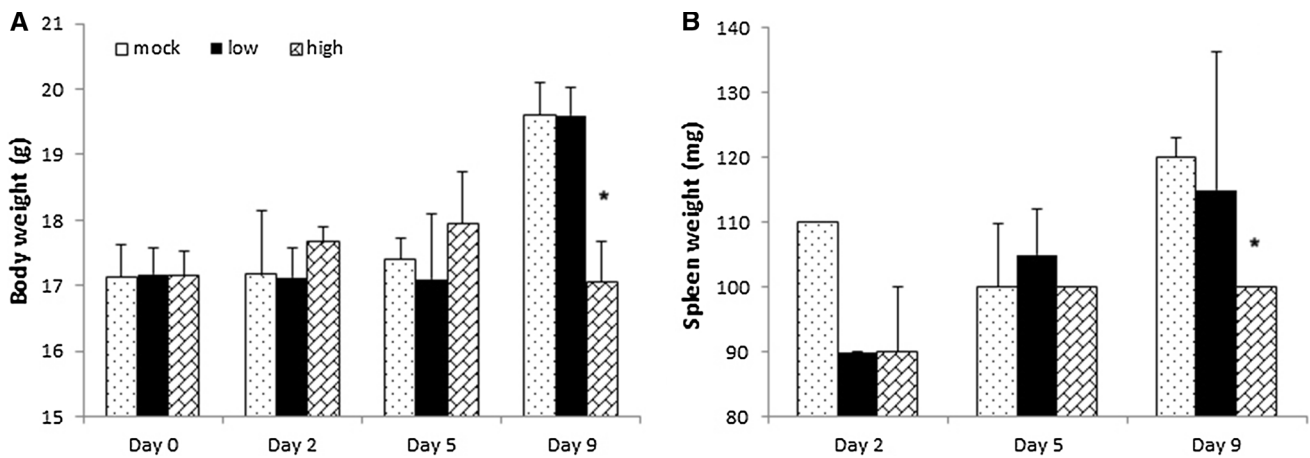 A
Body weight (g)
21
20
19
18
17
16
15
mock low high
*
Day 0 Day 2 Day 5 Day 9
B
Spleen weight (mg)
140
130
120
110
100
90
80
*
Day 2 Day 5 Day 9